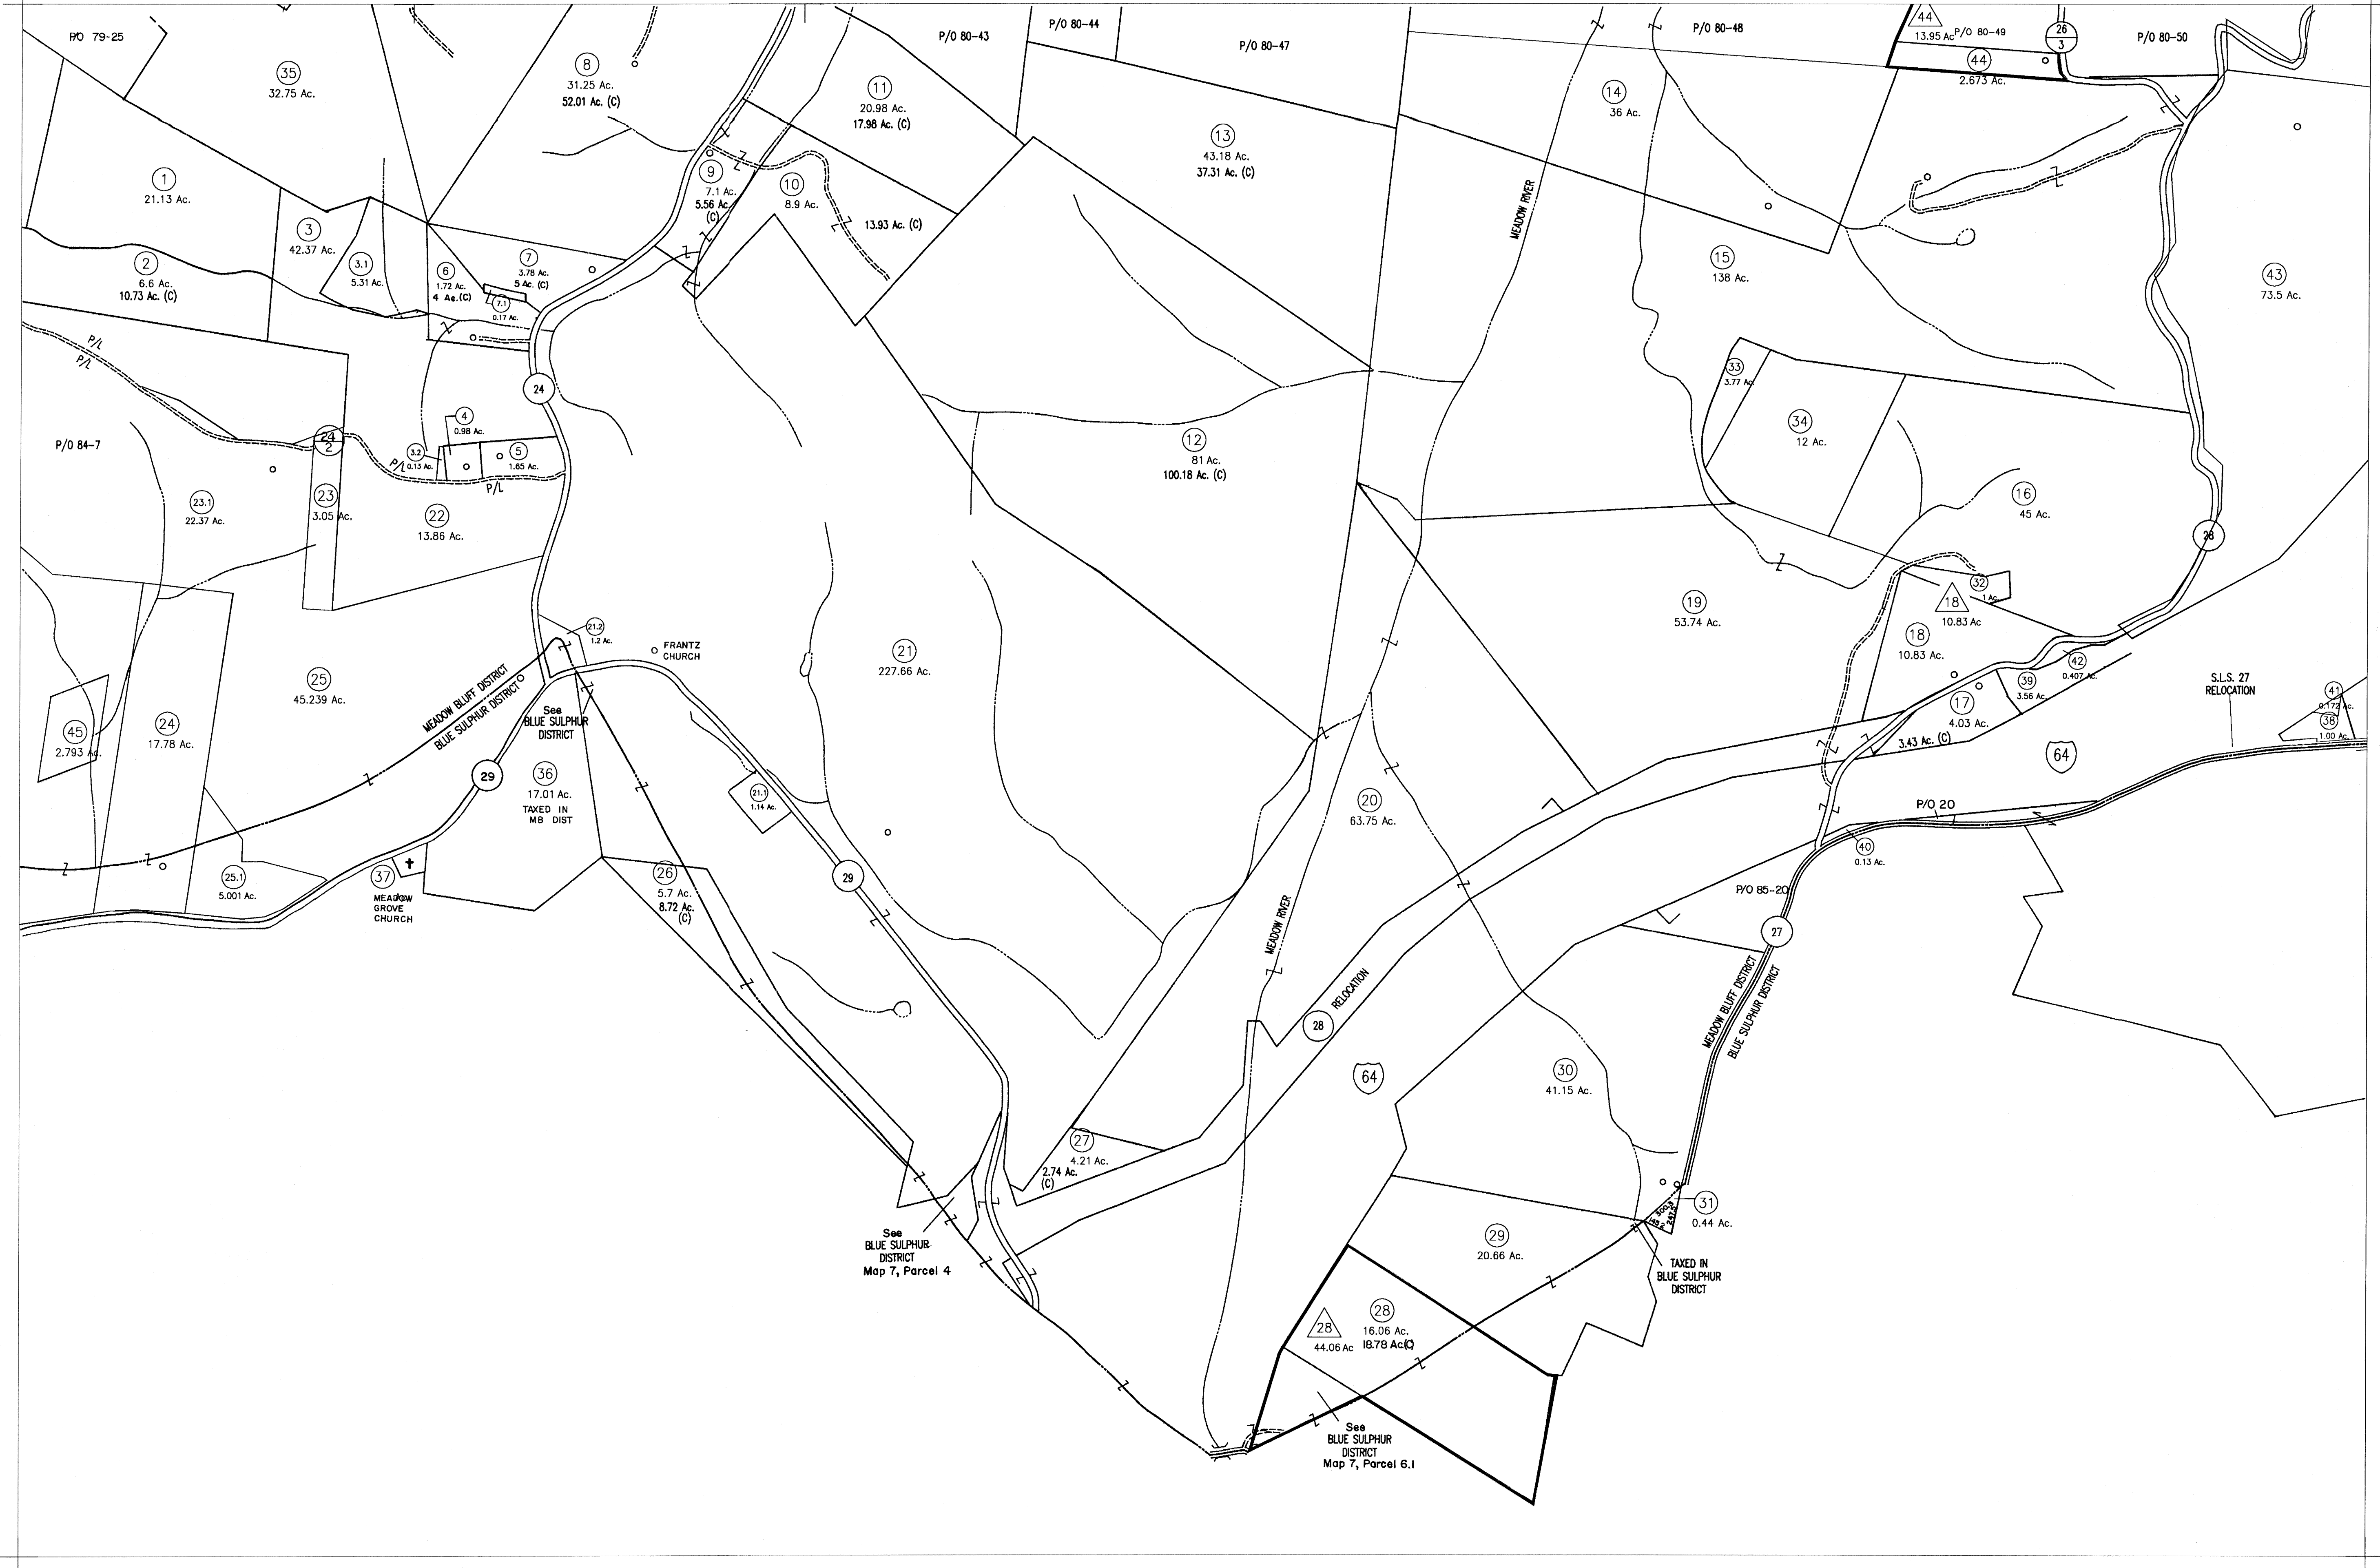 P/O 79-25
35
32.75 Ac.
8
31.25 Ac.
52.01 Ac. (C)
P/O 80-43
P/O 80-44
P/O 80-47
P/O 80-48
44
13.95 Ac
P/O 80-49
26
3
P/O 80-50
44
2.673 Ac.
11
20.98 Ac.
17.98 Ac. (C)
14
36 Ac.
13
43.18 Ac.
37.31 Ac. (C)
1
21.13 Ac.
9
7.1 Ac.
5.56 Ac.
(C)
10
8.9 Ac.
13.93 Ac. (C)
MEADOW RIVER
3
42.37 Ac.
3.1
5.31 Ac.
2
6.6 Ac.
10.73 Ac. (C)
6
1.72 Ac.
4 Ac.(C)
7
3.78 Ac.
5 Ac. (C)
7.1
0.17 Ac.
15
138 Ac.
43
73.5 Ac.
P/L
P/L
24
33
3.77 Ac.
34
12 Ac.
P/O 84-7
24
2
4
0.98 Ac.
3.2
0.13 Ac.
P/L
5
1.65 Ac.
P/L
12
81 Ac.
100.18 Ac. (C)
23.1
22.37 Ac.
23
3.05 Ac.
22
13.86 Ac.
16
45 Ac.
28
32
1 Ac.
18
10.83 Ac
19
53.74 Ac.
18
10.83 Ac.
21.2
1.2 Ac.
FRANTZ
CHURCH
21
227.66 Ac.
25
45.239 Ac.
MEADOW BLUFF DISTRICT
BLUE SULPHUR DISTRICT
See
BLUE SULPHUR
DISTRICT
42
0.407 Ac.
39
3.56 Ac.
17
4.03 Ac.
3.43 Ac. (C)
S.L.S. 27
RELOCATION
41
0.172 Ac.
38
1.00 Ac.
64
45
2.793 Ac.
24
17.78 Ac.
29
36
17.01 Ac.
TAXED IN
MB DIST
21.1
1.14 Ac.
20
63.75 Ac.
P/O 20
40
0.13 Ac.
25.1
5.001 Ac.
37
MEADOW
GROVE
CHURCH
26
5.7 Ac.
8.72 Ac.
(C)
29
P/O 85-20
27
MEADOW RIVER
28
RELOCATION
MEADOW BLUFF DISTRICT
BLUE SULPHUR DISTRICT
64
30
41.15 Ac.
27
4.21 Ac.
2.74 Ac.
(C)
31
0.44 Ac.
See
BLUE SULPHUR
DISTRICT
Map 7, Parcel 4
29
20.66 Ac.
TAXED IN
BLUE SULPHUR
DISTRICT
28
44.06 Ac
28
16.06 Ac.
18.78 Ac.(C)
See
BLUE SULPHUR
DISTRICT
Map 7, Parcel 6.1